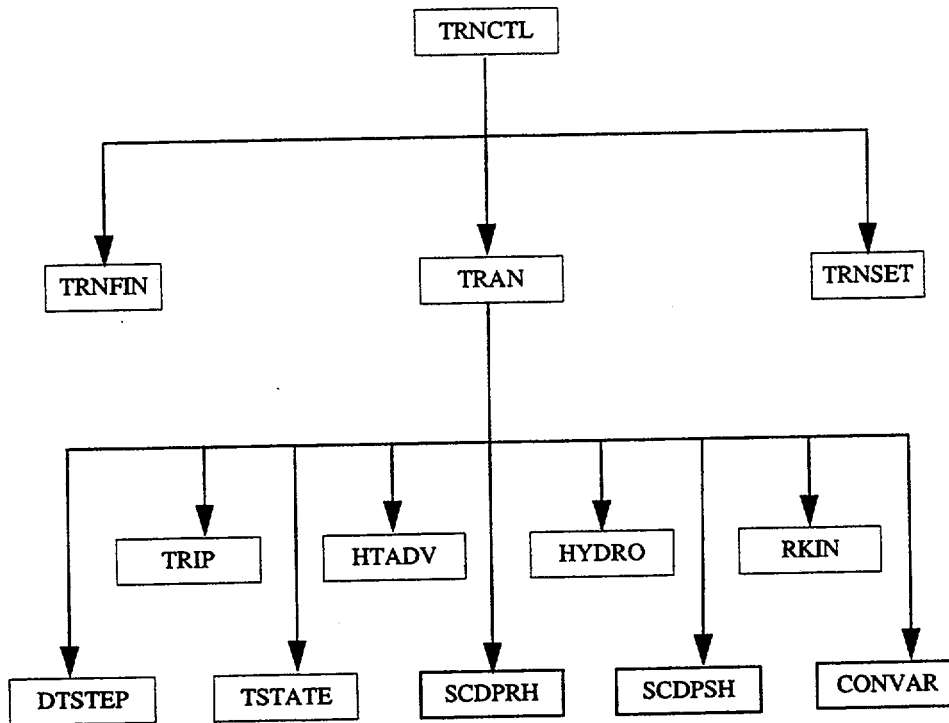 TRNCTL
TRNFIN
TRAN
TRNSET
TRIP
HTADV
HYDRO
RKIN
DTSTEP
TSTATE
SCDPRH
SCDPSH
CONVAR